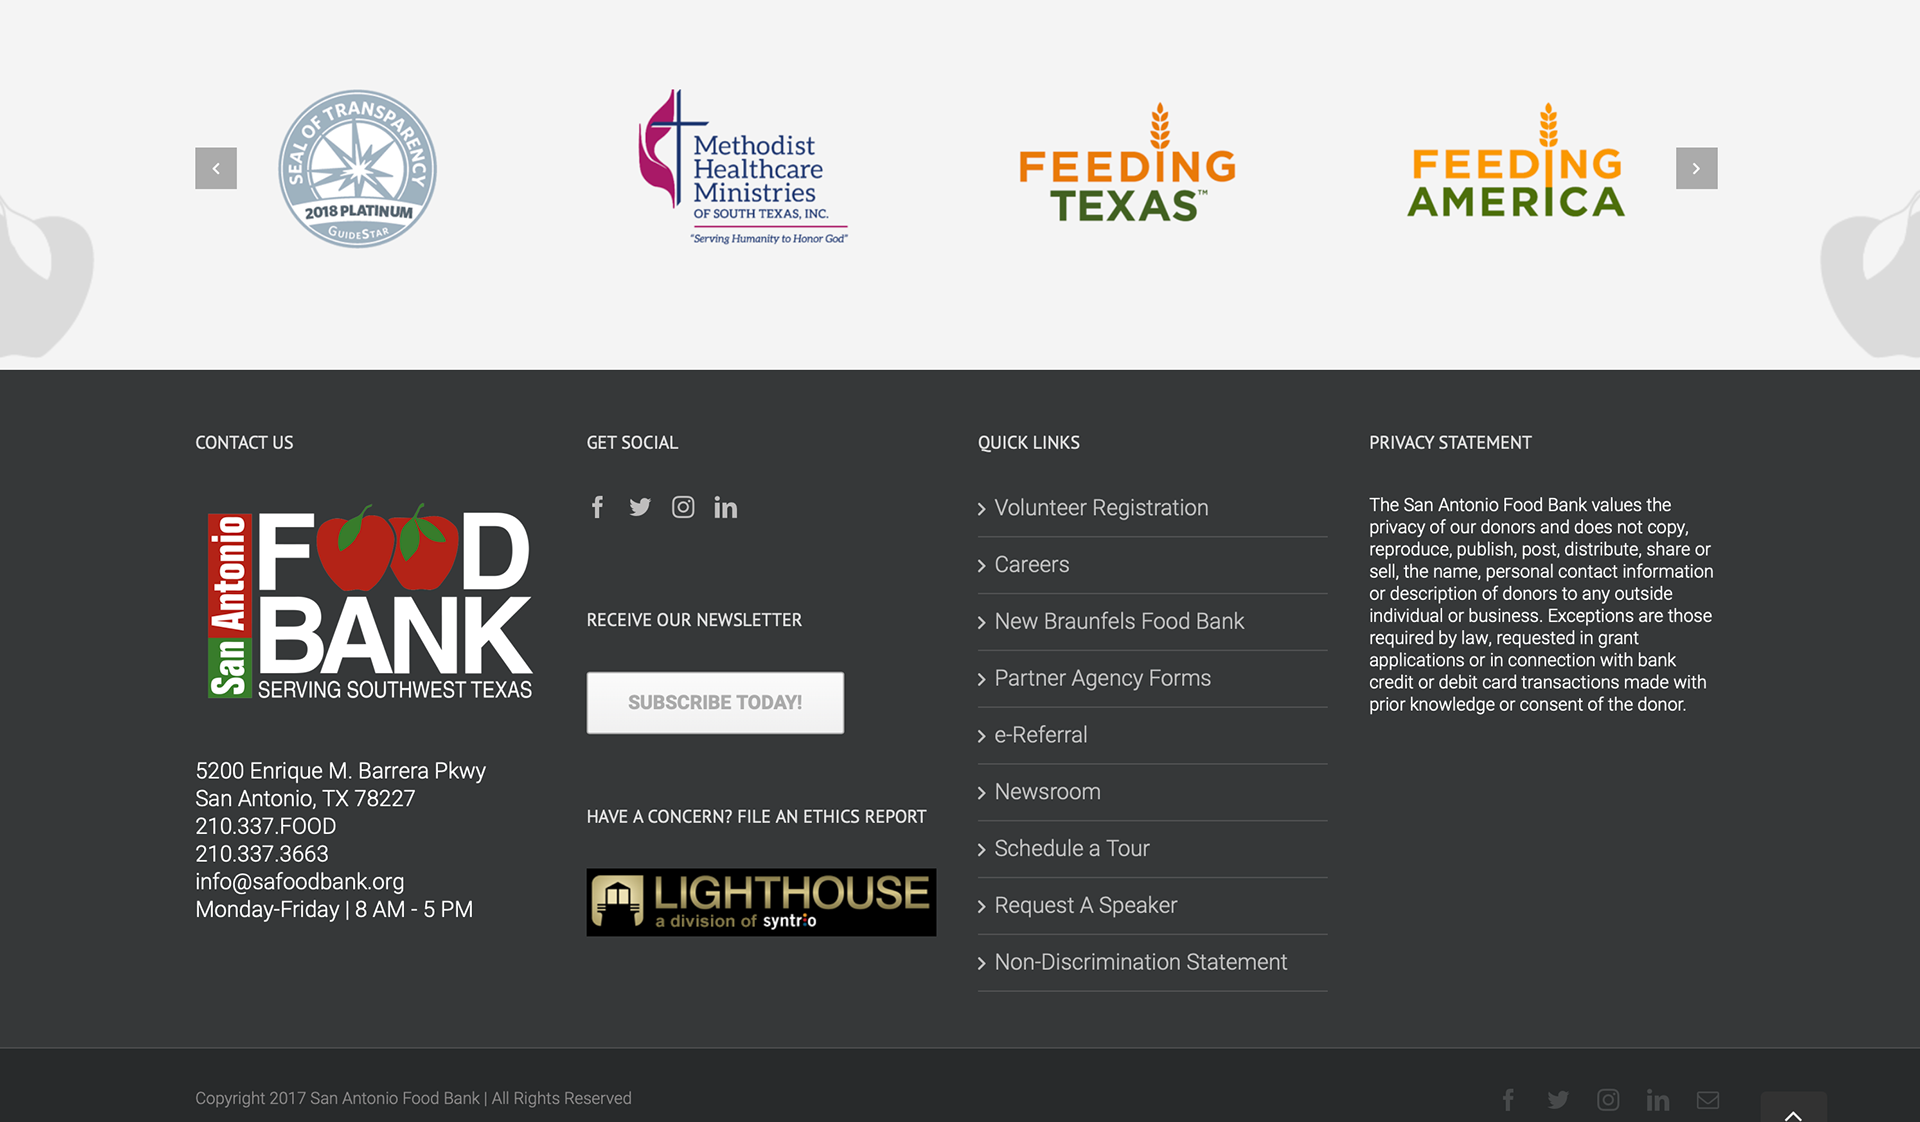 SEAL OF TRANSPARENCY
2018 PLATINUM
GUIDESTAR
Methodist
Healthcare
Ministries
OF SOUTH TEXAS, INC.
"Serving Humanity to Honor God"
FEEDING
TEXAS™
FEEDING
AMERICA
CONTACT US
San Antonio
FOOD
BANK
SERVING SOUTHWEST TEXAS
5200 Enrique M. Barrera Pkwy
San Antonio, TX 78227
210.337.FOOD
210.337.3663
info@safoodbank.org
Monday-Friday | 8 AM - 5 PM
GET SOCIAL
RECEIVE OUR NEWSLETTER
SUBSCRIBE TODAY!
HAVE A CONCERN? FILE AN ETHICS REPORT
LIGHTHOUSE
a division of syntrio
QUICK LINKS
Volunteer Registration
Careers
New Braunfels Food Bank
Partner Agency Forms
e-Referral
Newsroom
Schedule a Tour
Request A Speaker
Non-Discrimination Statement
PRIVACY STATEMENT
The San Antonio Food Bank values the
privacy of our donors and does not copy,
reproduce, publish, post, distribute, share or
sell, the name, personal contact information
or description of donors to any outside
individual or business. Exceptions are those
required by law, requested in grant
applications or in connection with bank
credit or debit card transactions made with
prior knowledge or consent of the donor.
Copyright 2017 San Antonio Food Bank | All Rights Reserved